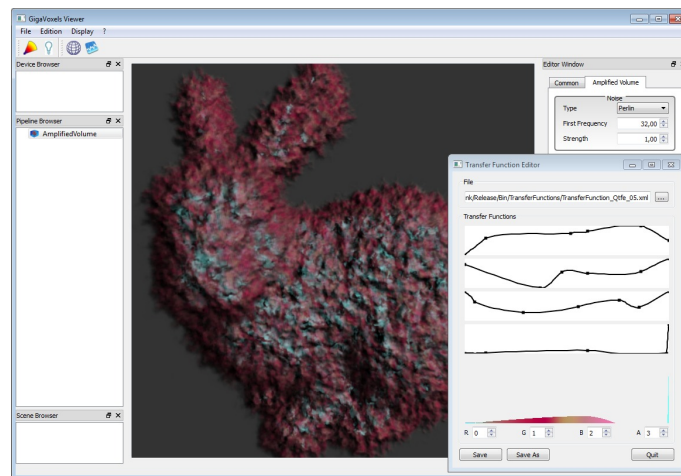 GigaVoxels Viewer
File Edition Display ?
Device Browser
Pipeline Browser
AmplifiedVolume
Scene Browser
Editor Window
Common Amplified Volume
Noise
Type Perlin
First Frequency 32,00
Strength 1,00
Transfer Function Editor
File
nk/Release/Bin/TransferFunctions/TransferFunction_Qtfe_05.xml ...
Transfer Functions
R 0 G 1 B 2 A 3
Save Save As Quit